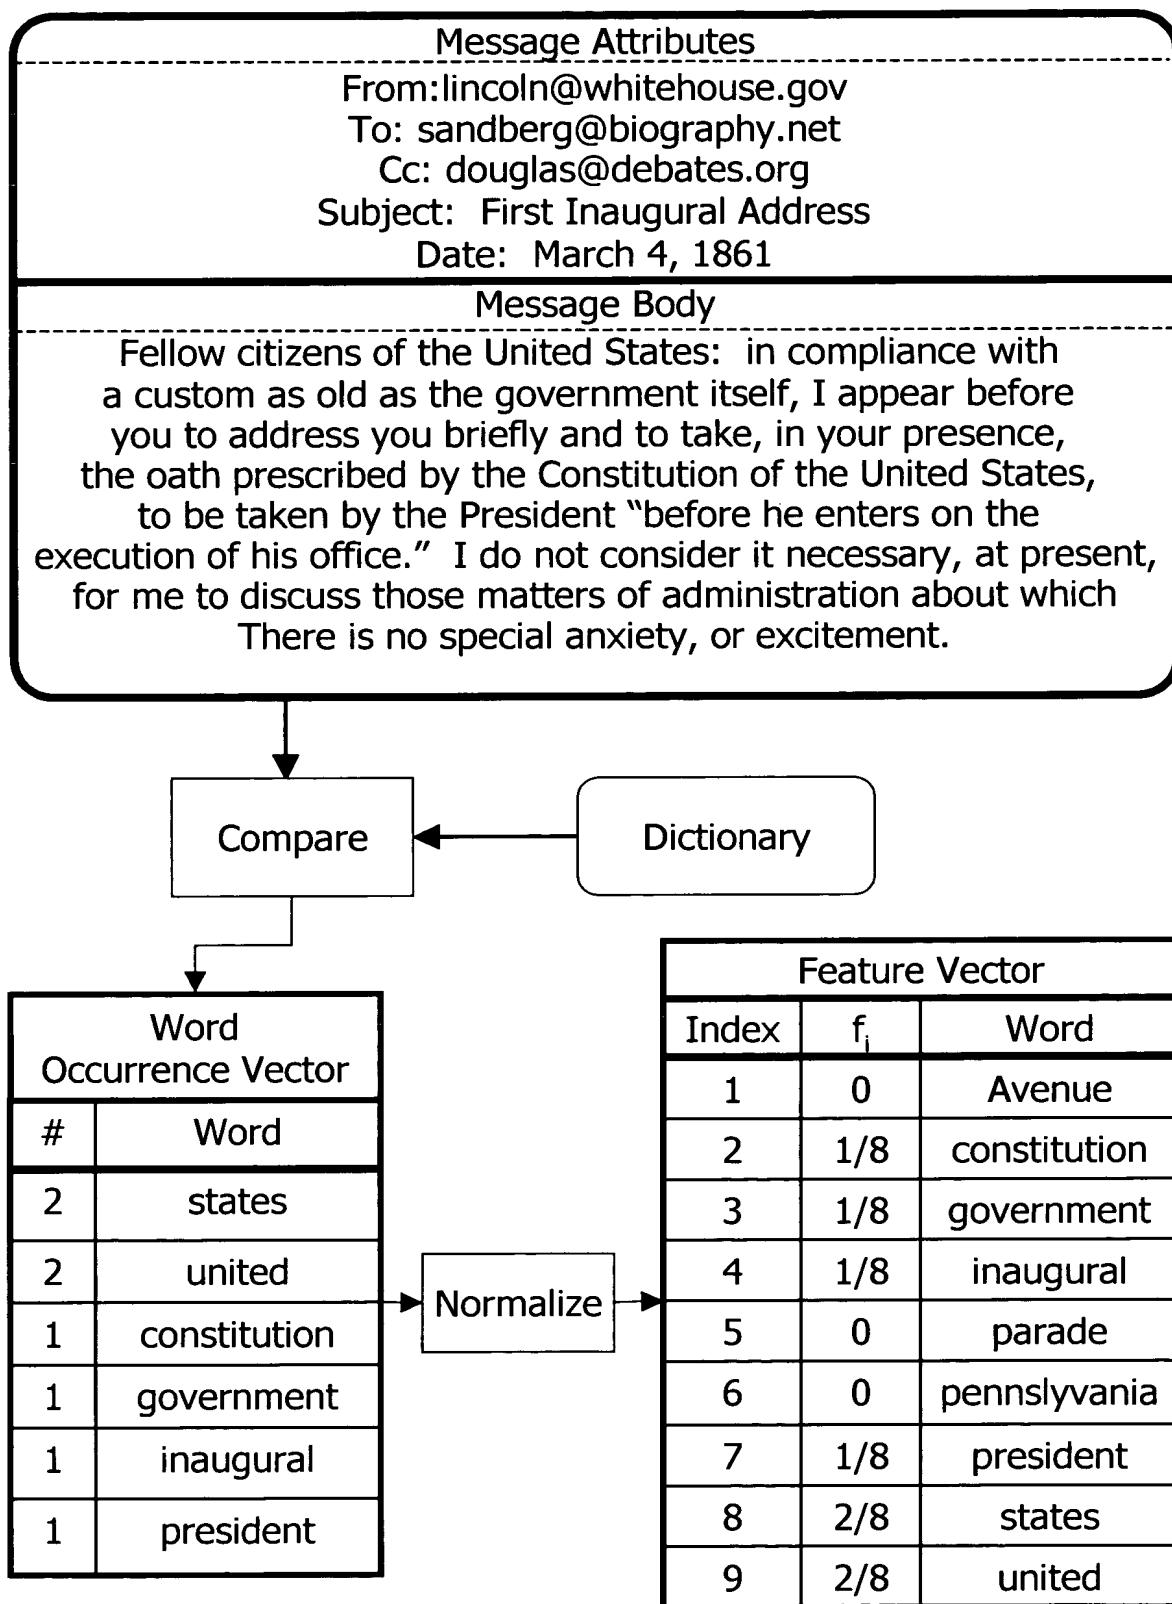 Message Attributes
From:lincoln@whitehouse.gov
To: sandberg@biography.net
Cc: douglas@debates.org
Subject: First Inaugural Address
Date: March 4, 1861
Message Body
Fellow citizens of the United States: in compliance with
a custom as old as the government itself, I appear before
you to address you briefly and to take, in your presence,
the oath prescribed by the Constitution of the United States,
to be taken by the President “before he enters on the
execution of his office.” I do not consider it necessary, at present,
for me to discuss those matters of administration about which
There is no special anxiety, or excitement.
Compare
Dictionary
Word
Occurrence Vector
# Word
2 states
2 united
1 constitution
1 government
1 inaugural
1 president
Normalize
Feature Vector
Index fi Word
1 0 Avenue
2 1/8 constitution
3 1/8 government
4 1/8 inaugural
5 0 parade
6 0 pennslyvania
7 1/8 president
8 2/8 states
9 2/8 united